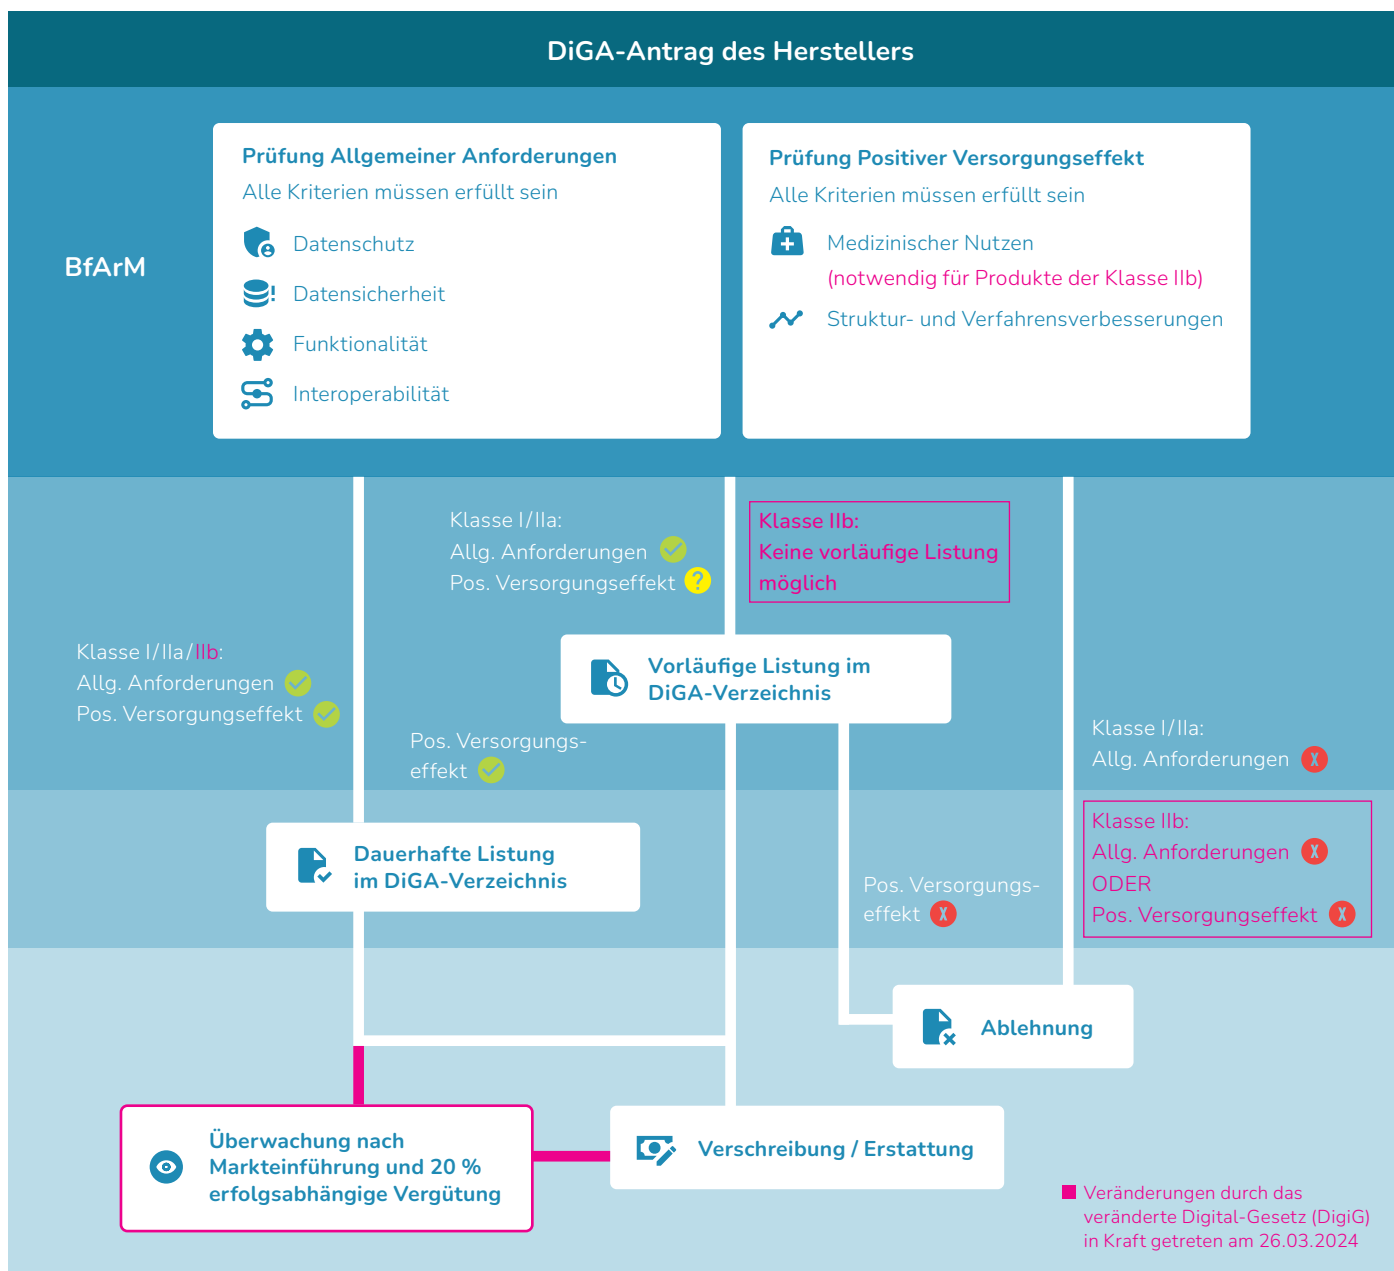 DiGA-Antrag des Herstellers
BfArM
Prüfung Allgemeiner Anforderungen
Alle Kriterien müssen erfüllt sein
Datenschutz
Datensicherheit
Funktionalität
Interoperabilität
Prüfung Positiver Versorgungseffekt
Alle Kriterien müssen erfüllt sein
Medizinischer Nutzen
(notwendig für Produkte der Klasse IIb)
Struktur- und Verfahrensverbesserungen
Klasse I/IIa:
Allg. Anforderungen
Pos. Versorgungseffekt ?
Klasse IIb:
Keine vorläufige Listung
möglich
Klasse I/IIa/IIb:
Allg. Anforderungen
Pos. Versorgungseffekt
Vorläufige Listung im
DiGA-Verzeichnis
Pos. Versorgungs-
effekt
Klasse I/IIa:
Allg. Anforderungen X
Klasse IIb:
Allg. Anforderungen X
ODER
Pos. Versorgungseffekt X
Dauerhafte Listung
im DiGA-Verzeichnis
Pos. Versorgungs-
effekt X
Ablehnung
Überwachung nach
Markteinführung und 20 %
erfolgsabhängige Vergütung
Verschreibung / Erstattung
Veränderungen durch das
veränderte Digital-Gesetz (DigiG)
in Kraft getreten am 26.03.2024